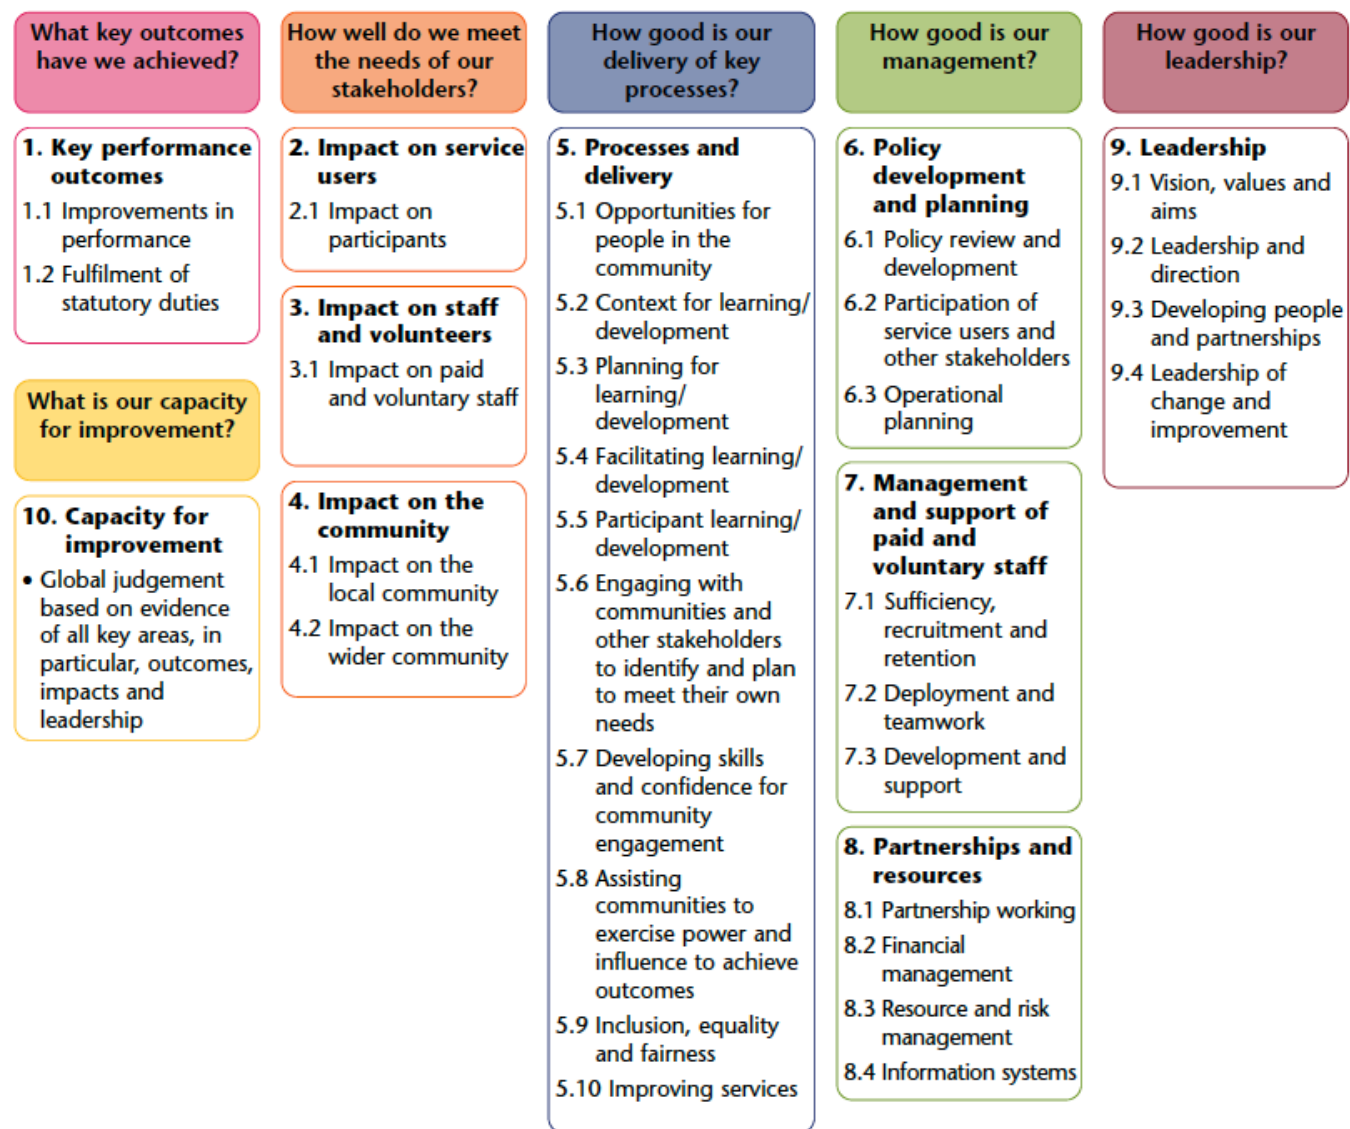 What key outcomes
have we achieved?
1. Key performance
outcomes
1.1 Improvements in
performance
1.2 Fulfilment of
statutory duties
What is our capacity
for improvement?
10. Capacity for
improvement
• Global judgement
based on evidence
of all key areas, in
particular, outcomes,
impacts and
leadership
How well do we meet
the needs of our
stakeholders?
2. Impact on service
users
2.1 Impact on
participants
3. Impact on staff
and volunteers
3.1 Impact on paid
and voluntary staff
4. Impact on the
community
4.1 Impact on the
local community
4.2 Impact on the
wider community
How good is our
delivery of key
processes?
5. Processes and
delivery
5.1 Opportunities for
people in the
community
5.2 Context for learning/
development
5.3 Planning for
learning/
development
5.4 Facilitating learning/
development
5.5 Participant learning/
development
5.6 Engaging with
communities and
other stakeholders
to identify and plan
to meet their own
needs
5.7 Developing skills
and confidence for
community
engagement
5.8 Assisting
communities to
exercise power and
influence to achieve
outcomes
5.9 Inclusion, equality
and fairness
5.10 Improving services
How good is our
management?
6. Policy
development
and planning
6.1 Policy review and
development
6.2 Participation of
service users and
other stakeholders
6.3 Operational
planning
7. Management
and support of
paid and
voluntary staff
7.1 Sufficiency,
recruitment and
retention
7.2 Deployment and
teamwork
7.3 Development and
support
8. Partnerships and
resources
8.1 Partnership working
8.2 Financial
management
8.3 Resource and risk
management
8.4 Information systems
How good is our
leadership?
9. Leadership
9.1 Vision, values and
aims
9.2 Leadership and
direction
9.3 Developing people
and partnerships
9.4 Leadership of
change and
improvement